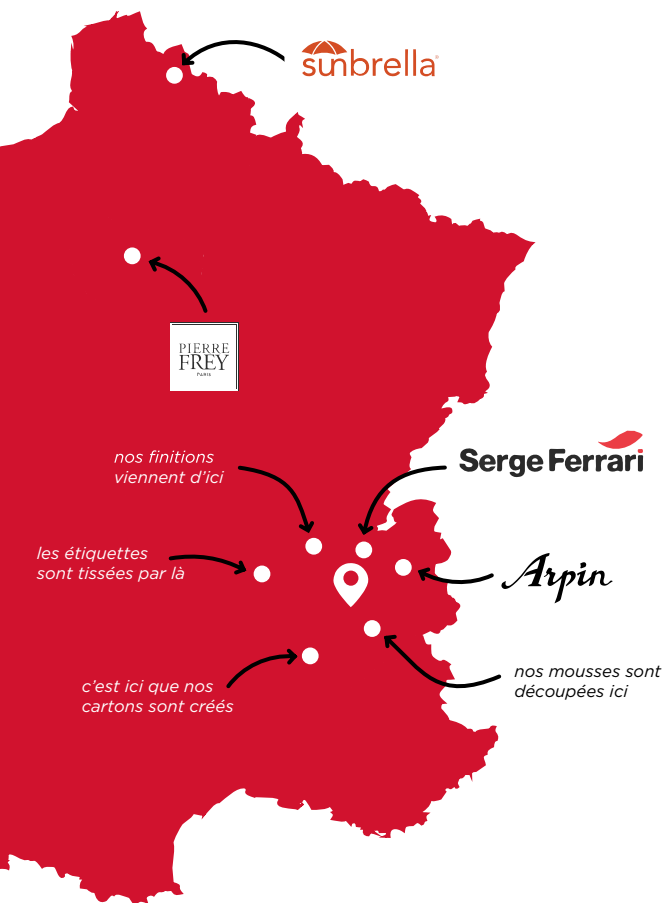 sunbrella®
PIERRE
FREY
PARIS
nos finitions
viennent d'ici
Serge Ferrari
les étiquettes
sont tissées par là
Arpin
nos mousses sont
découpées ici
c'est ici que nos
cartons sont créés